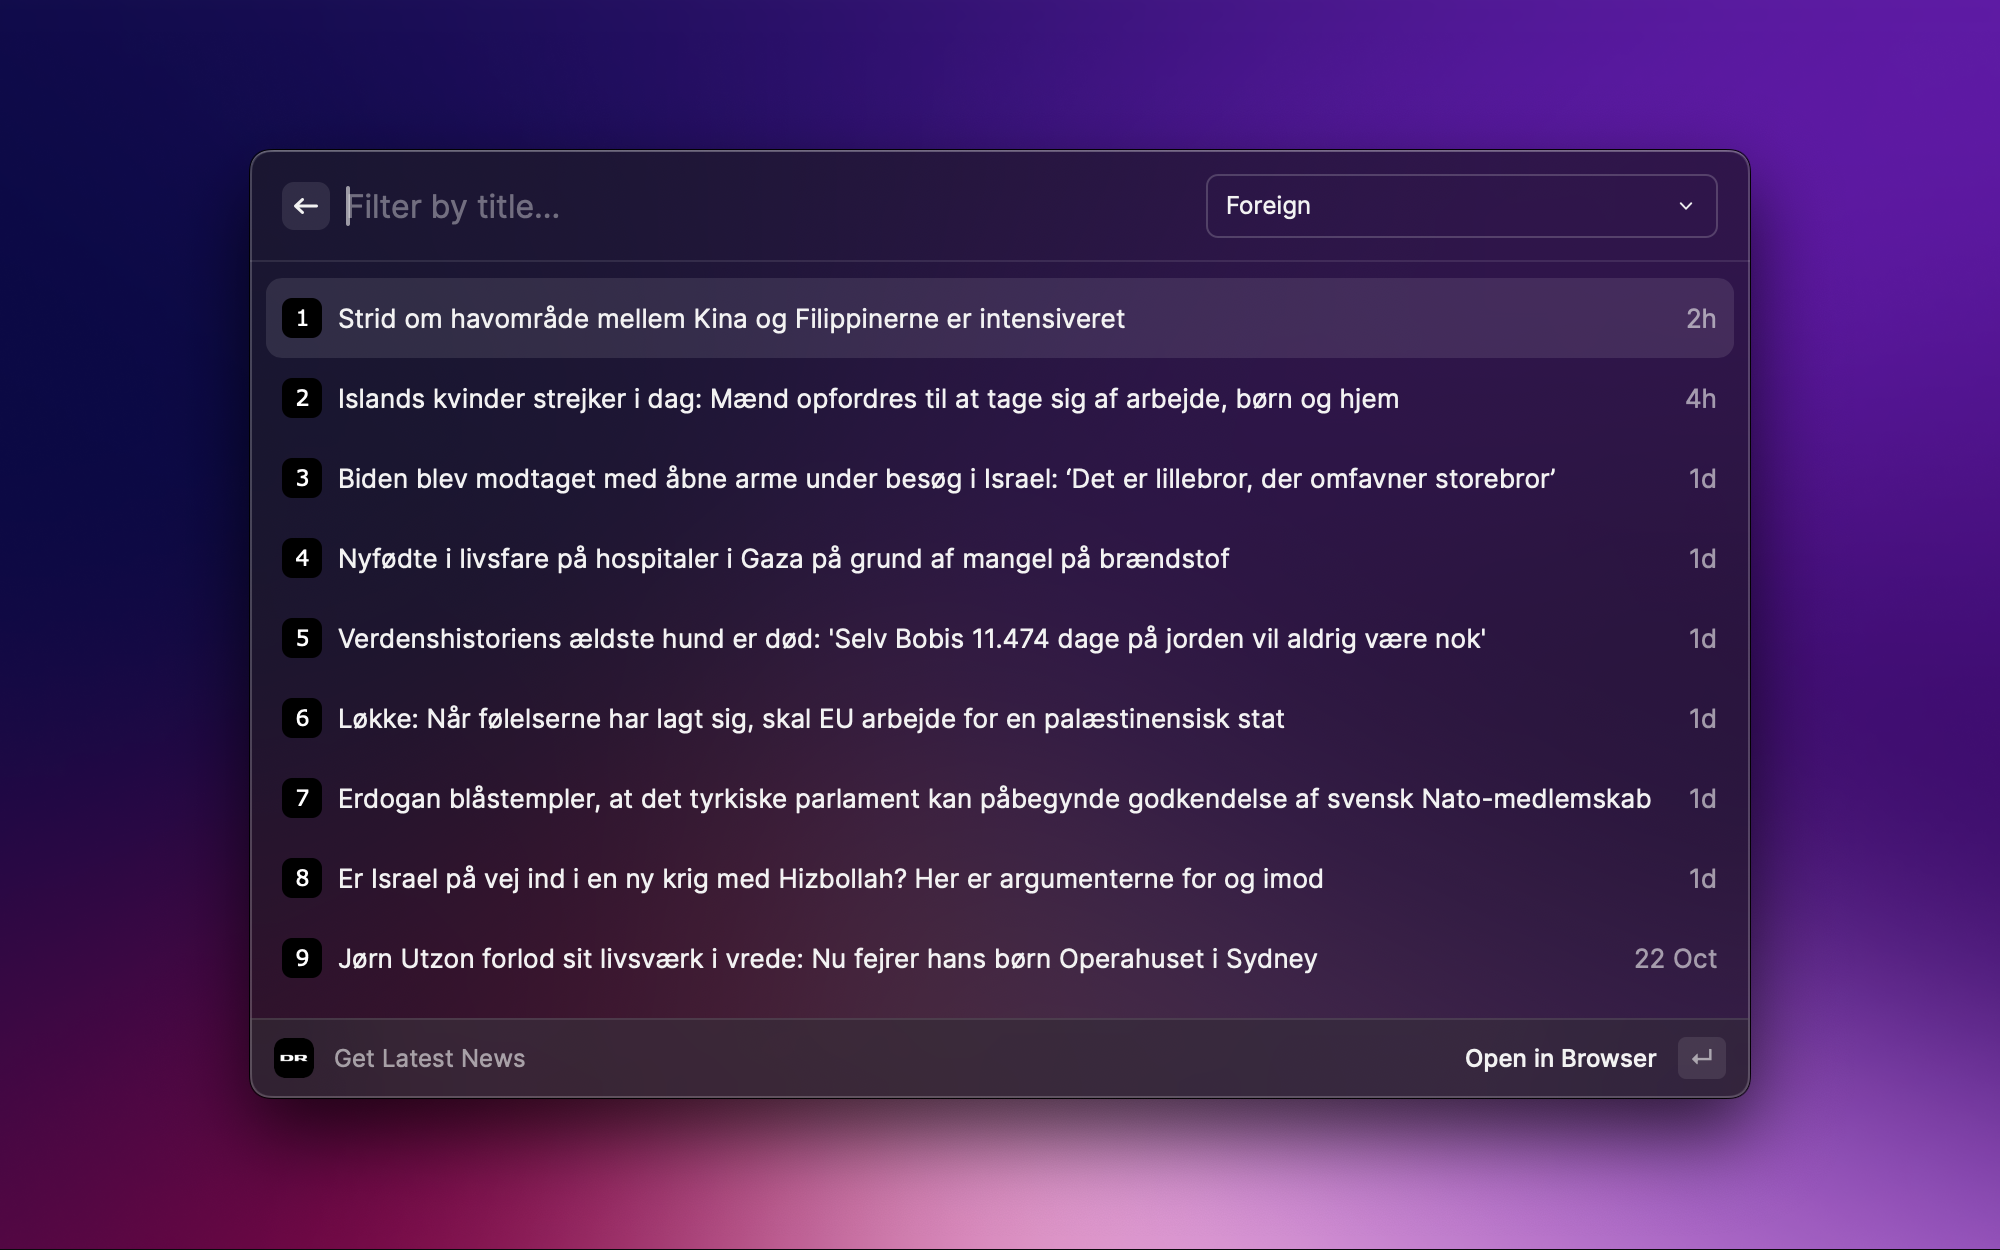 Filter by title...
Foreign
1 Strid om havområde mellem Kina og Filippinerne er intensiveret 2h
2 Islands kvinder strejker i dag: Mænd opfordres til at tage sig af arbejde, børn og hjem 4h
3 Biden blev modtaget med åbne arme under besøg i Israel: ‘Det er lillebror, der omfavner storebror’ 1d
4 Nyfødte i livsfare på hospitaler i Gaza på grund af mangel på brændstof 1d
5 Verdenshistoriens ældste hund er død: 'Selv Bobis 11.474 dage på jorden vil aldrig være nok' 1d
6 Løkke: Når følelserne har lagt sig, skal EU arbejde for en palæstinensisk stat 1d
7 Erdogan blåstempler, at det tyrkiske parlament kan påbegynde godkendelse af svensk Nato-medlemskab 1d
8 Er Israel på vej ind i en ny krig med Hizbollah? Her er argumenterne for og imod 1d
9 Jørn Utzon forlod sit livsværk i vrede: Nu fejrer hans børn Operahuset i Sydney 22 Oct
DR Get Latest News Open in Browser